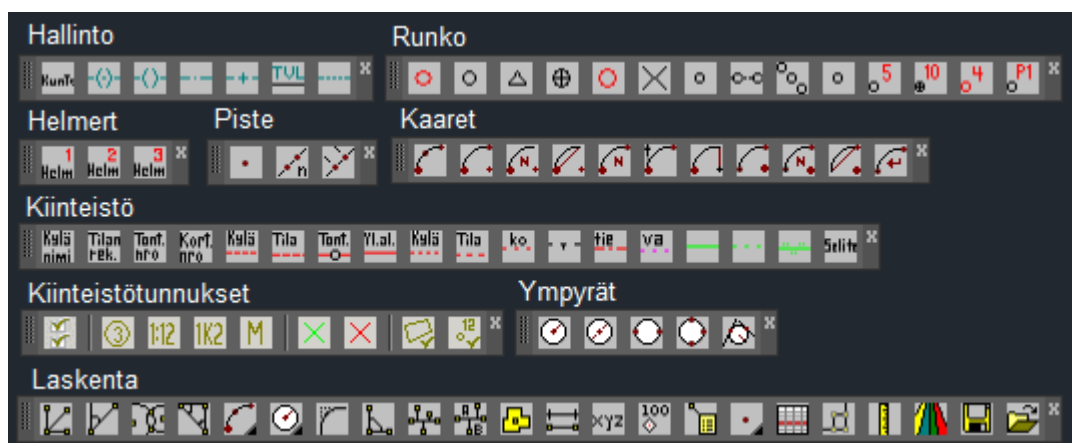 Hallinto
KunTe
TVL
x
Runko
5
10
4
P1
x
Helmert
1
Helm
2
Helm
3
Helm
x
Piste
n
x
Kaaret
N
N
N
x
Kiinteistö
Kylä
nimi
Tilan
rek.
Tont.
nro
Kort.
nro
Kylä
Tila
Tont.
Yl.al.
Kylä
Tila
ko
tie
va
Selite
x
Kiinteistötunnukset
3
1:12
1K2
M
12
x
Ympyrät
x
Laskenta
A
B
xyz
100
x